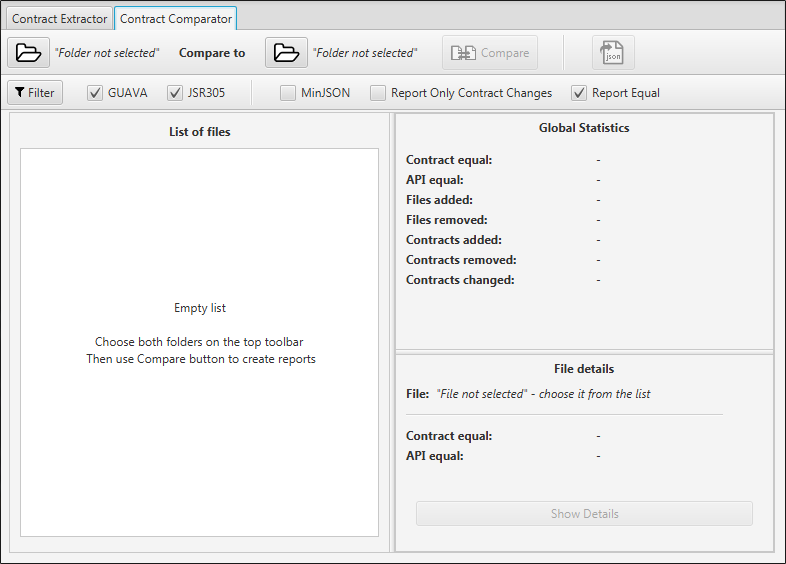 Contract Extractor Contract Comparator
"Folder not selected" Compare to "Folder not selected" Compare json
Filter GUAVA JSR305 MinJSON Report Only Contract Changes Report Equal
List of files
Empty list
Choose both folders on the top toolbar
Then use Compare button to create reports
Global Statistics
Contract equal: -
API equal: -
Files added: -
Files removed: -
Contracts added: -
Contracts removed: -
Contracts changed: -
File details
File: "File not selected" - choose it from the list
Contract equal: -
API equal: -
Show Details